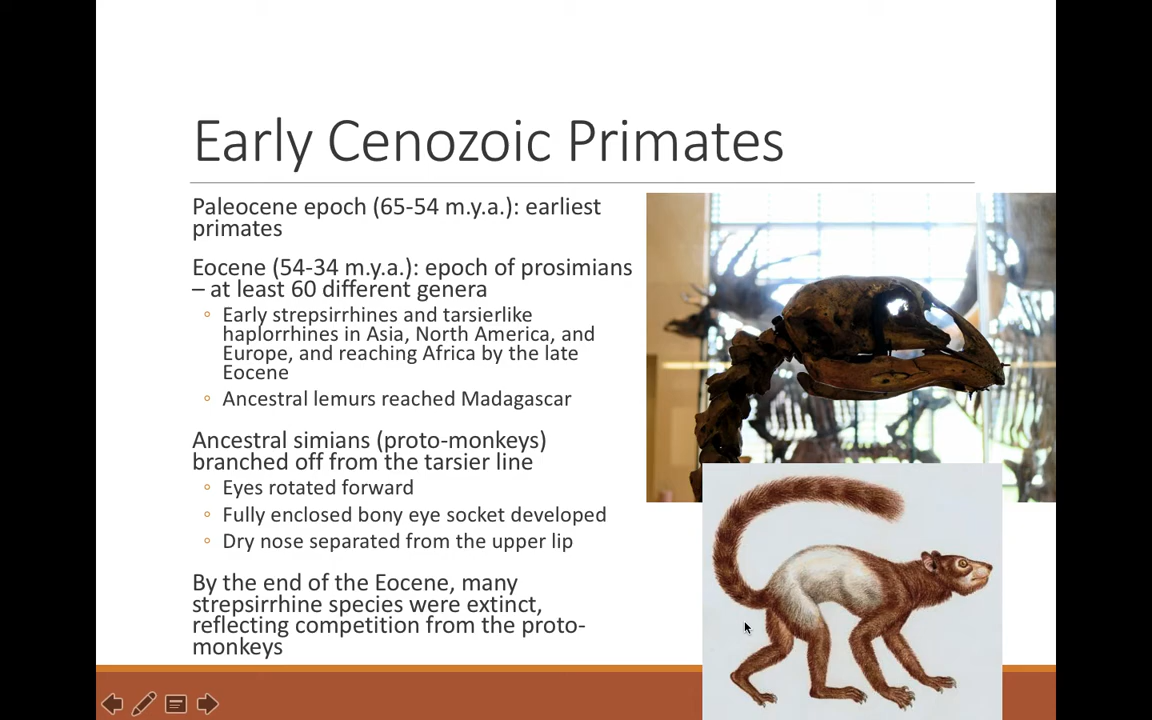 Early Cenozoic Primates
Paleocene epoch (65-54 m.y.a.): earliest
primates
Eocene (54-34 m.y.a.): epoch of prosimians
– at least 60 different genera
◦ Early strepsirrhines and tarsierlike
haplorrhines in Asia, North America, and
Europe, and reaching Africa by the late
Eocene
◦ Ancestral lemurs reached Madagascar
Ancestral simians (proto-monkeys)
branched off from the tarsier line
◦ Eyes rotated forward
◦ Fully enclosed bony eye socket developed
◦ Dry nose separated from the upper lip
By the end of the Eocene, many
strepsirrhine species were extinct,
reflecting competition from the proto-
monkeys